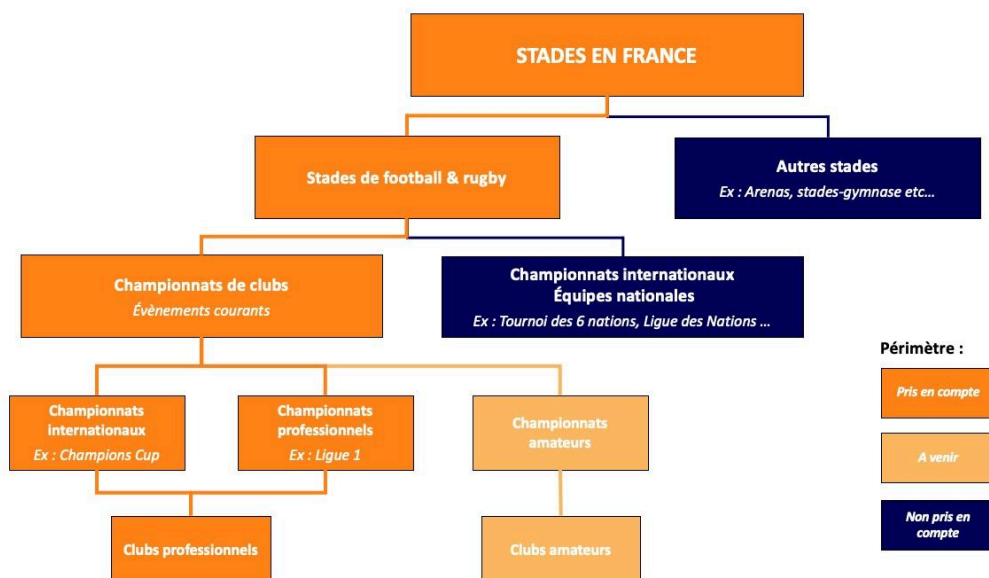 STADES EN FRANCE
Stades de football & rugby
Autres stades
Ex : Arenas, stades-gymnase etc…
Championnats de clubs
Évènements courants
Championnats internationaux
Équipes nationales
Ex : Tournoi des 6 nations, Ligue des Nations …
Périmètre :
Pris en compte
A venir
Non pris en
compte
Championnats
internationaux
Ex : Champions Cup
Championnats
professionnels
Ex : Ligue 1
Championnats
amateurs
Clubs professionnels
Clubs amateurs